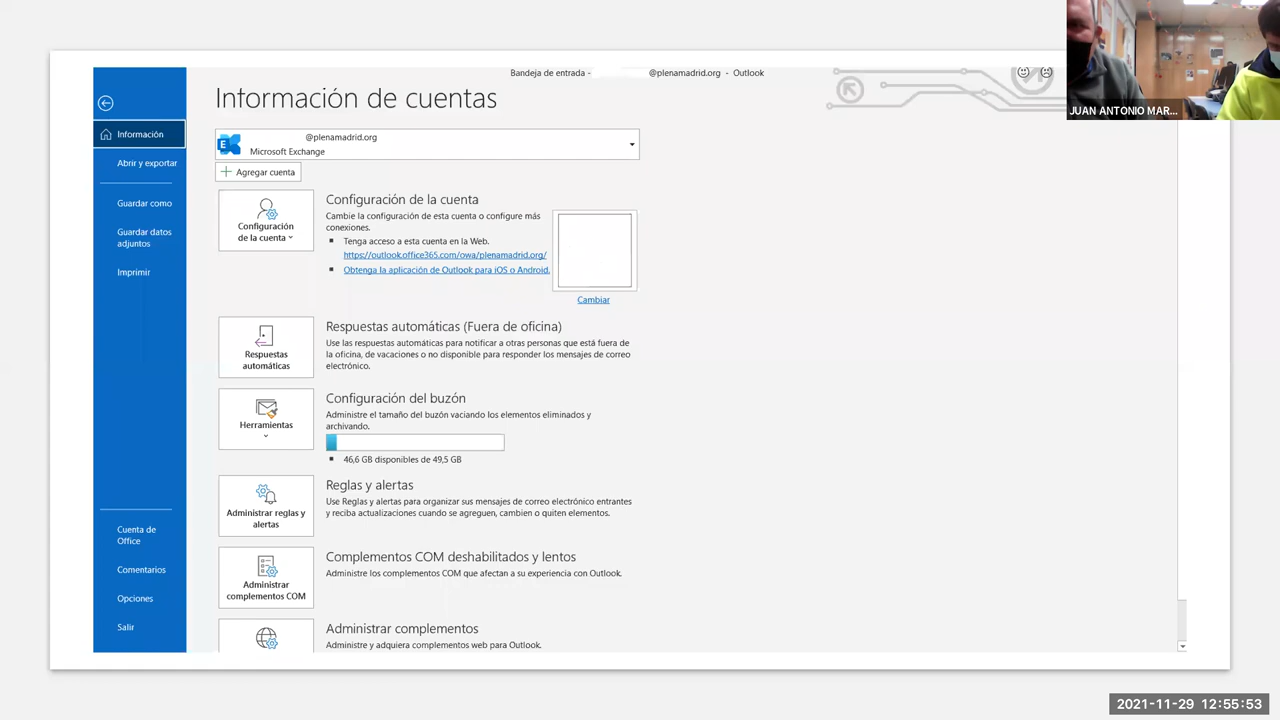 Bandeja de entrada - @plenamadrid.org - Outlook
Información de cuentas
Información
Abrir y exportar
Guardar como
Guardar datos
adjuntos
Imprimir
Cuenta de
Office
Comentarios
Opciones
Salir
@plenamadrid.org
Microsoft Exchange
Agregar cuenta
Configuración
de la cuenta
Configuración de la cuenta
Cambie la configuración de esta cuenta o configure más
conexiones.
Tenga acceso a esta cuenta en la Web.
https://outlook.office365.com/owa/plenamadrid.org/
Obtenga la aplicación de Outlook para iOS o Android.
Cambiar
Respuestas
automáticas
Respuestas automáticas (Fuera de oficina)
Use las respuestas automáticas para notificar a otras personas que está fuera de
la oficina, de vacaciones o no disponible para responder los mensajes de correo
electrónico.
Herramientas
Configuración del buzón
Administre el tamaño del buzón vaciando los elementos eliminados y
archivando.
46,6 GB disponibles de 49,5 GB
Administrar reglas y
alertas
Reglas y alertas
Use Reglas y alertas para organizar sus mensajes de correo electrónico entrantes
y reciba actualizaciones cuando se agreguen, cambien o quiten elementos.
Administrar
complementos COM
Complementos COM deshabilitados y lentos
Administre los complementos COM que afectan a su experiencia con Outlook.
Administrar complementos
Administre y adquiera complementos web para Outlook.
JUAN ANTONIO MAR...
2021-11-29 12:55:53